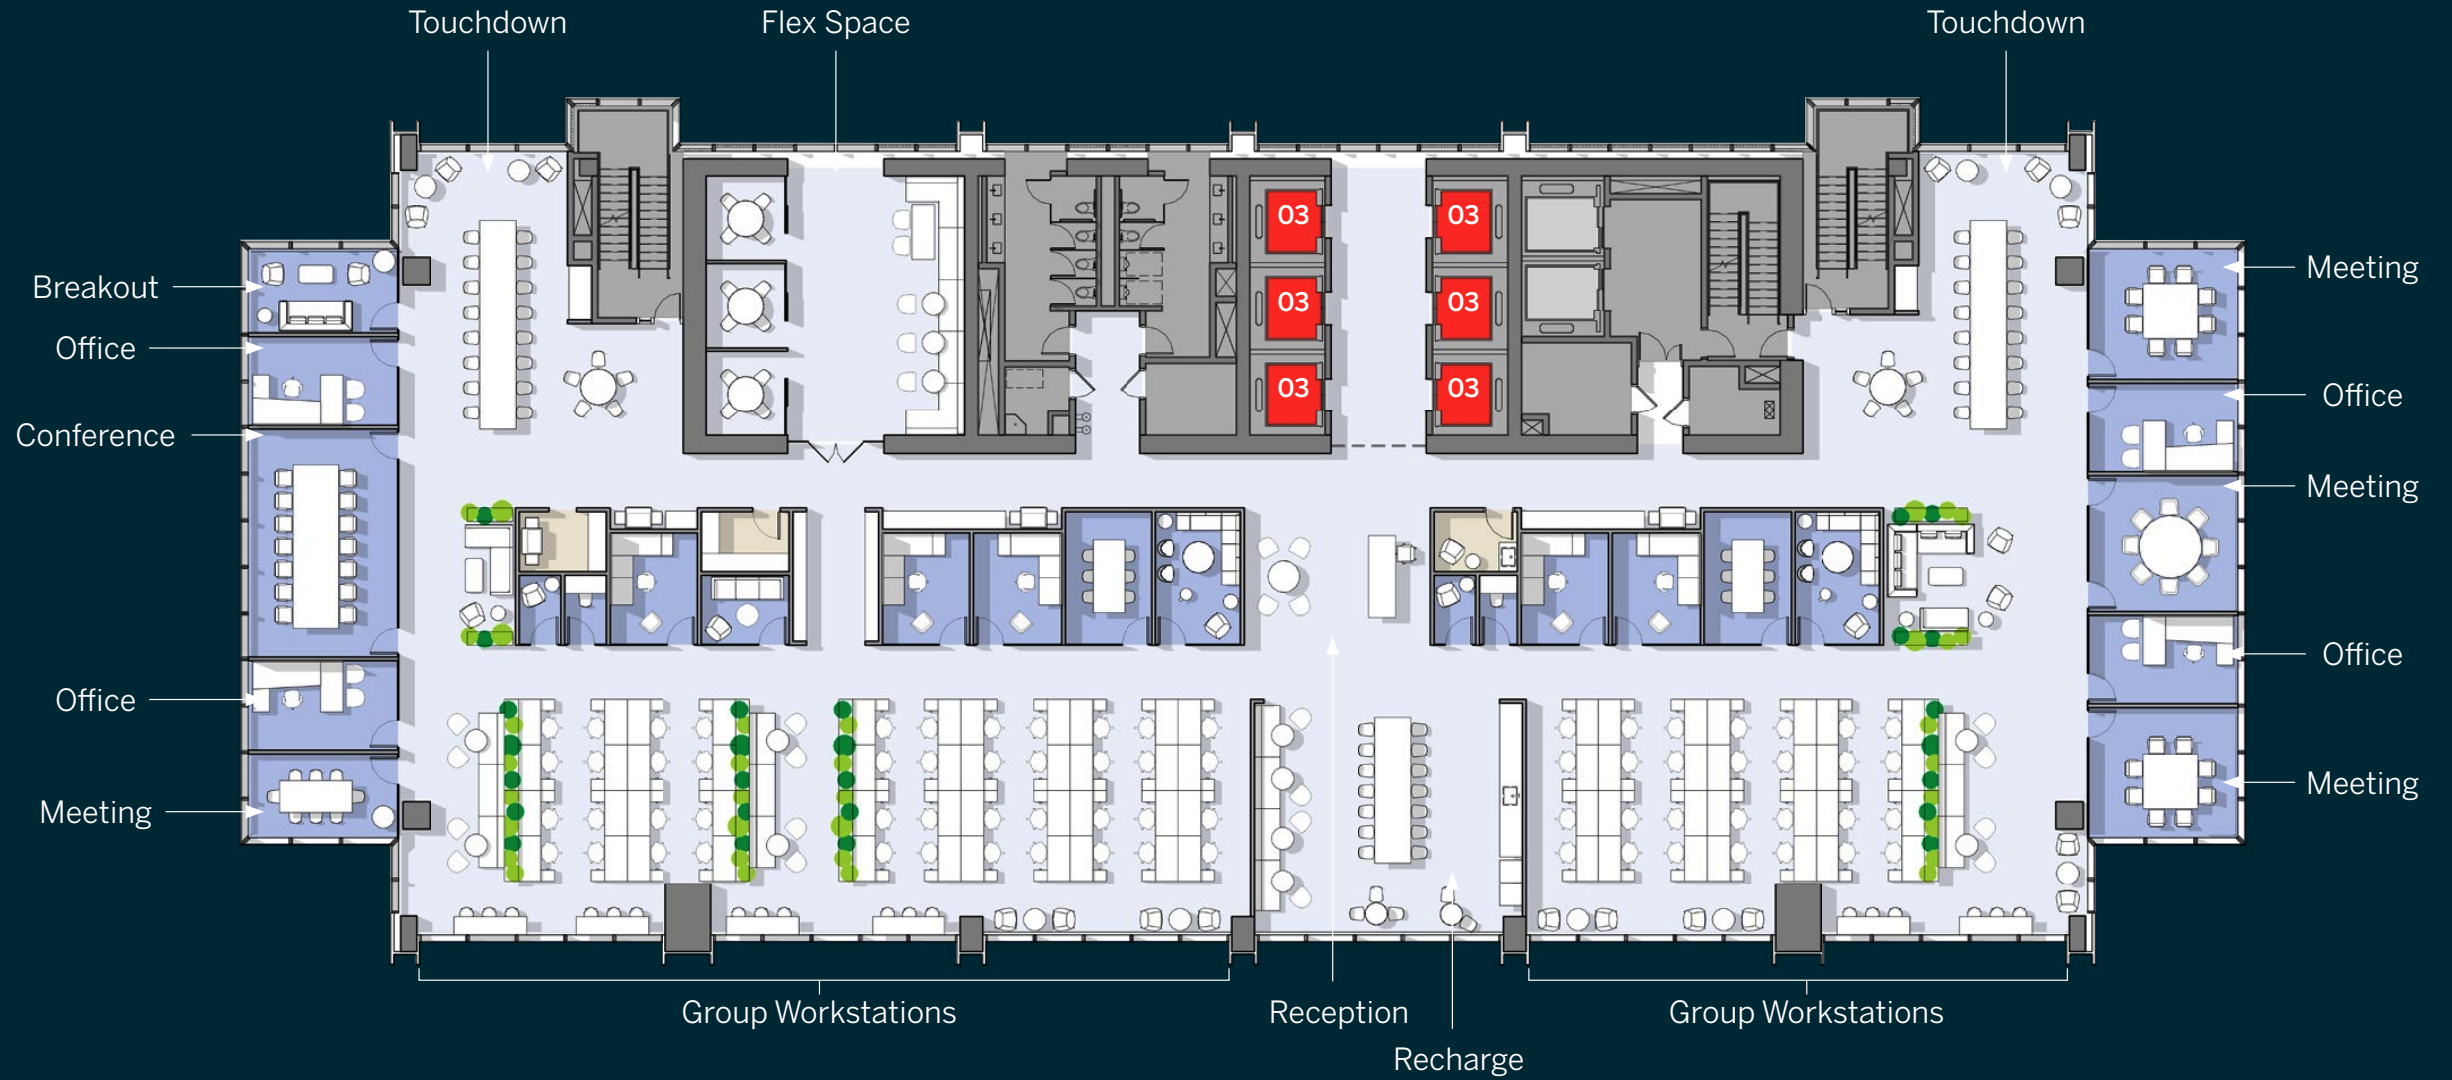 Touchdown
Flex Space
Touchdown
03
03
Breakout
Meeting
03
03
Office
03
03
Office
Conference
Meeting
Office
Office
Meeting
Meeting
Group Workstations
Reception
Group Workstations
Recharge